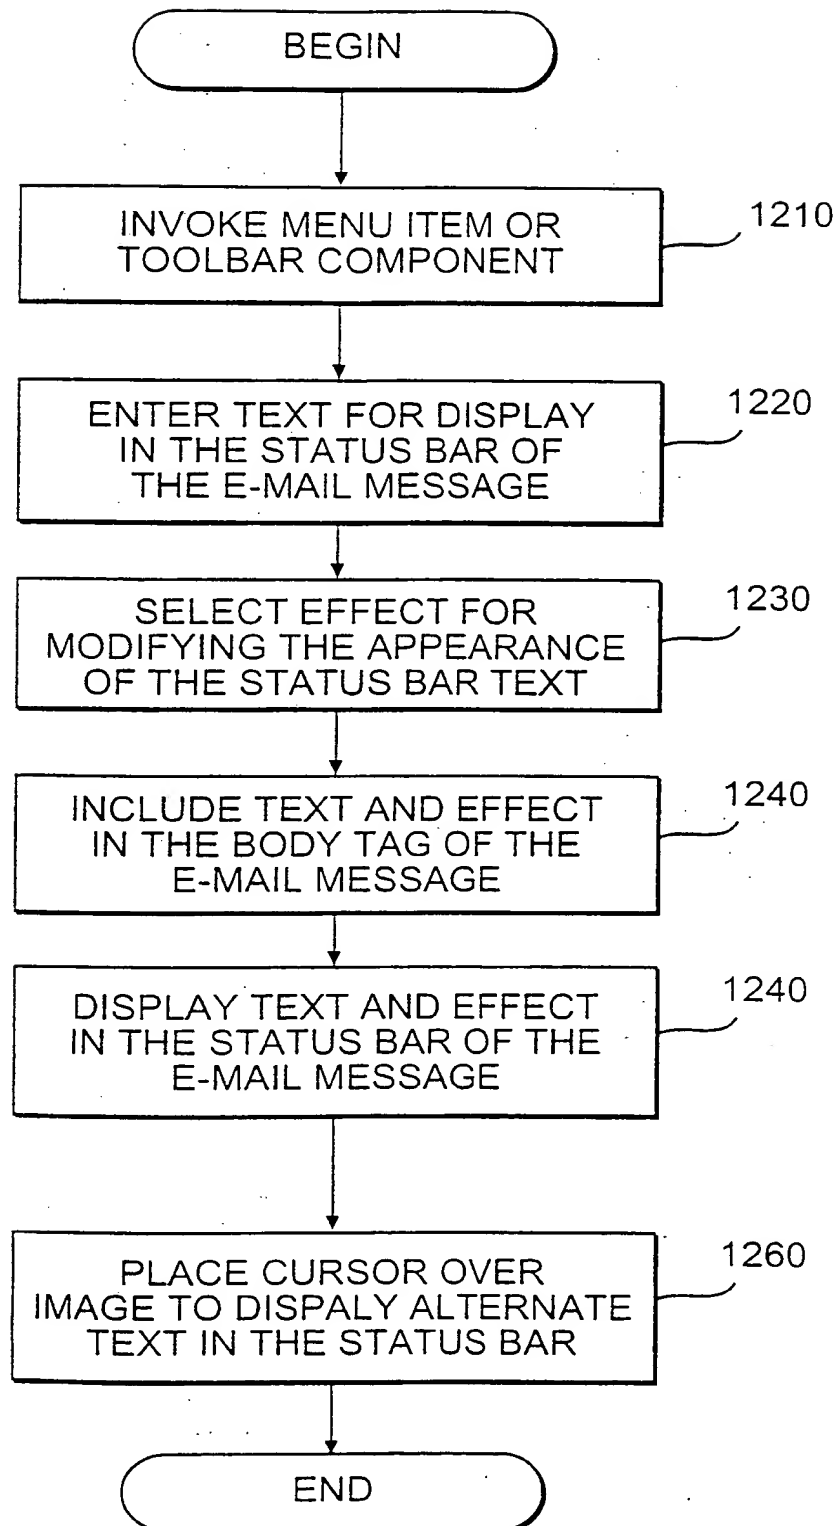 BEGIN
INVOKE MENU ITEM OR
TOOLBAR COMPONENT
1210
ENTER TEXT FOR DISPLAY
IN THE STATUS BAR OF
THE E-MAIL MESSAGE
1220
SELECT EFFECT FOR
MODIFYING THE APPEARANCE
OF THE STATUS BAR TEXT
1230
INCLUDE TEXT AND EFFECT
IN THE BODY TAG OF THE
E-MAIL MESSAGE
1240
DISPLAY TEXT AND EFFECT
IN THE STATUS BAR OF THE
E-MAIL MESSAGE
1240
PLACE CURSOR OVER
IMAGE TO DISPALY ALTERNATE
TEXT IN THE STATUS BAR
1260
END